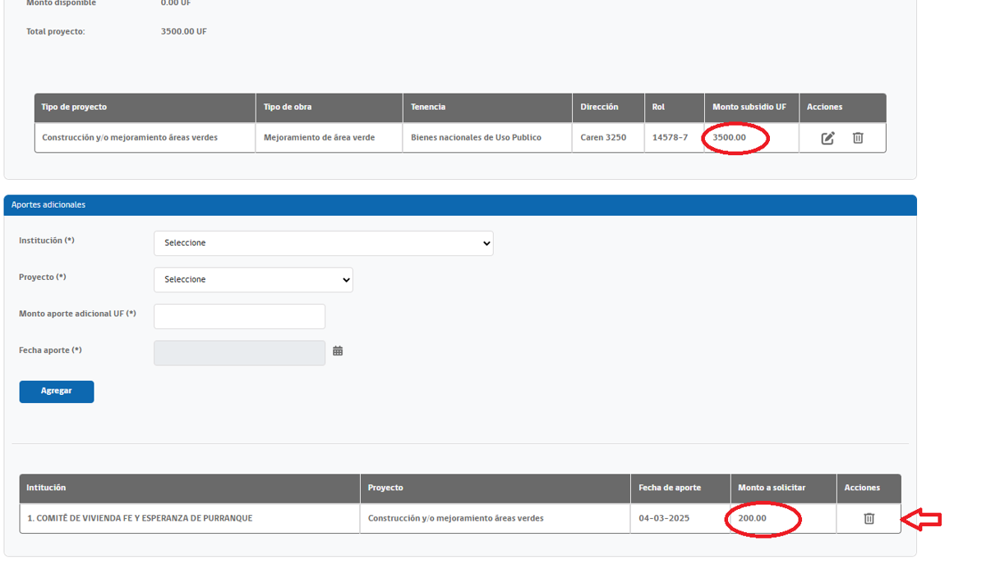 Monto disponible 0.00 UF
Total proyecto: 3500.00 UF
Tipo de proyecto Tipo de obra Tenencia Dirección Rol Monto subsidio UF Acciones
Construcción y/o mejoramiento áreas verdes Mejoramiento de área verde Bienes nacionales de Uso Publico Caren 3250 14578-7 3500.00
Aportes adicionales
Institución (*) Seleccione
Proyecto (*) Seleccione
Monto aporte adicional UF (*)
Fecha aporte (*)
Agregar
Intitución Proyecto Fecha de aporte Monto a solicitar Acciones
1. COMITÉ DE VIVIENDA FE Y ESPERANZA DE PURRANQUE Construcción y/o mejoramiento áreas verdes 04-03-2025 200.00